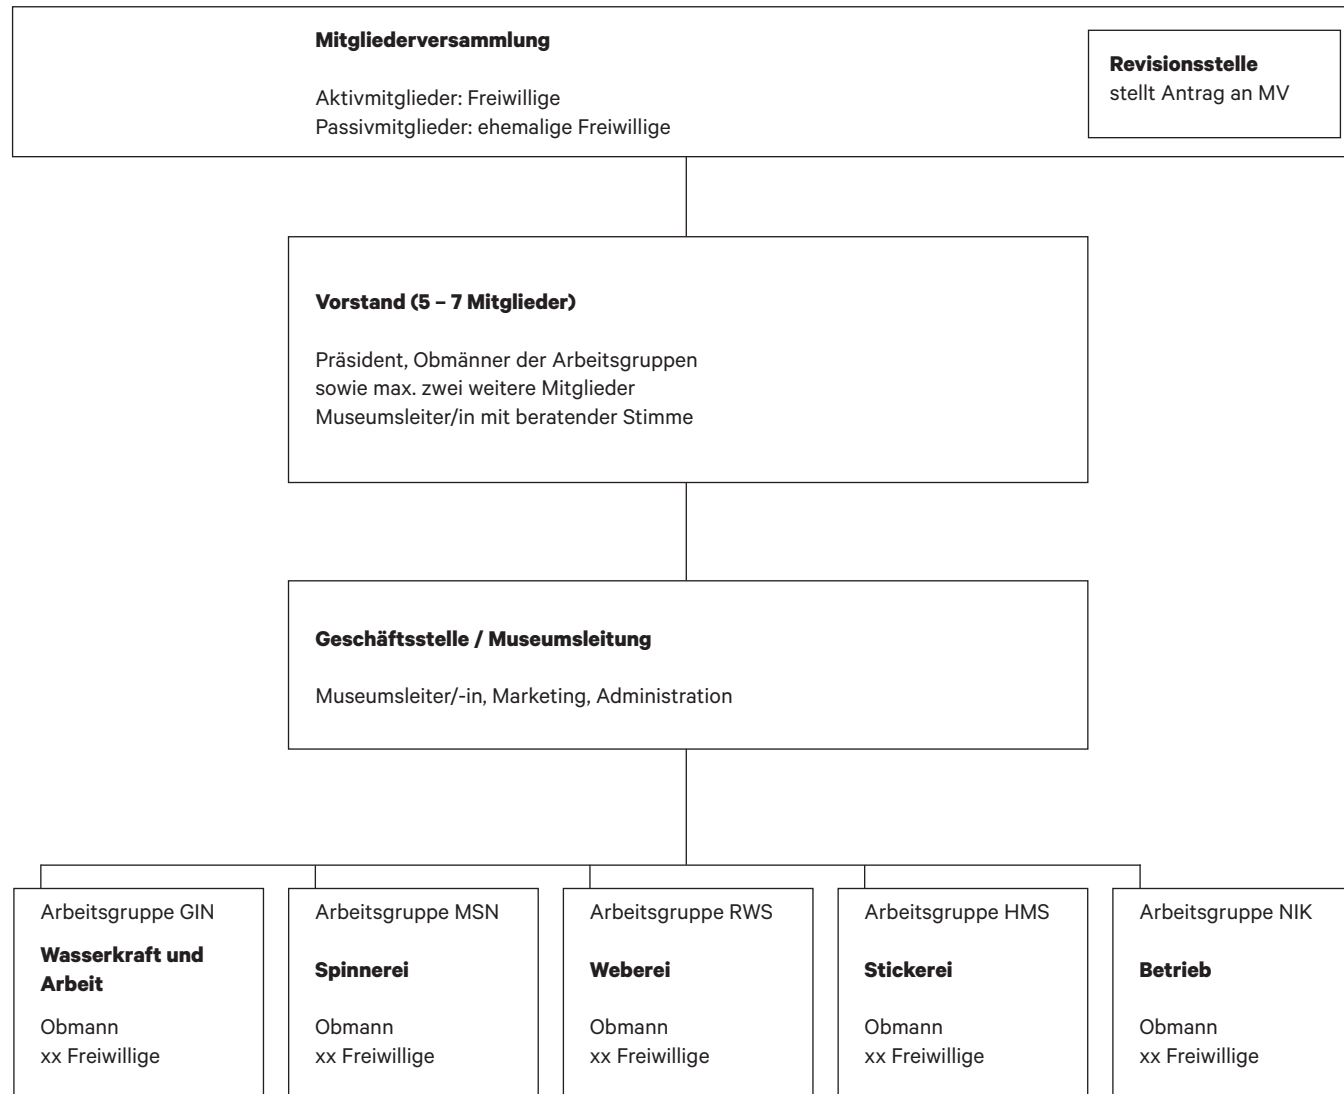 Mitgliederversammlung
Aktivmitglieder: Freiwillige
Passivmitglieder: ehemalige Freiwillige
Revisionsstelle
stellt Antrag an MV
Vorstand (5 – 7 Mitglieder)
Präsident, Obmänner der Arbeitsgruppen
sowie max. zwei weitere Mitglieder
Museumsleiter/in mit beratender Stimme
Geschäftsstelle / Museumsleitung
Museumsleiter/-in, Marketing, Administration
Arbeitsgruppe GIN
Wasserkraft und
Arbeit
Obmann
xx Freiwillige
Arbeitsgruppe MSN
Spinnerei
Obmann
xx Freiwillige
Arbeitsgruppe RWS
Weberei
Obmann
xx Freiwillige
Arbeitsgruppe HMS
Stickerei
Obmann
xx Freiwillige
Arbeitsgruppe NIK
Betrieb
Obmann
xx Freiwillige